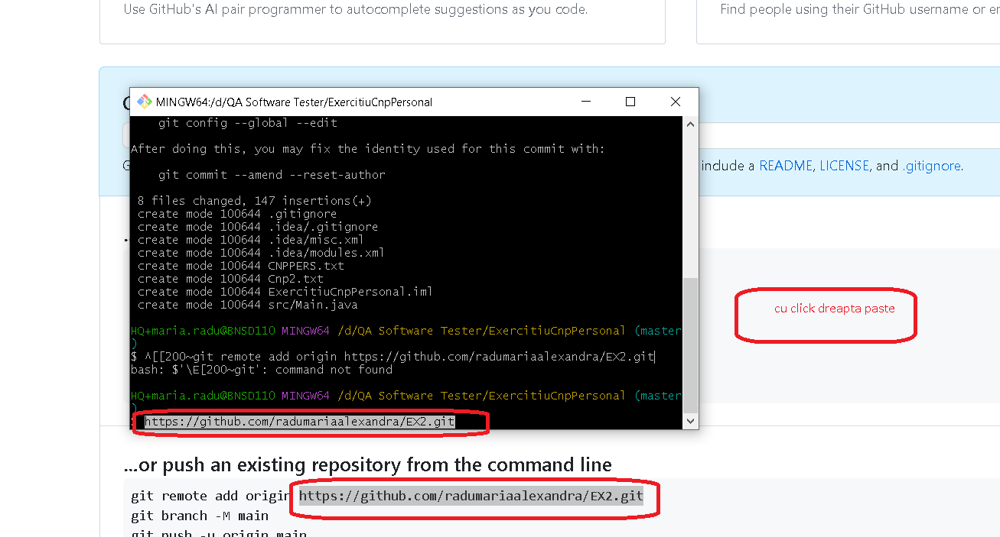 Use GitHub's AI pair programmer to autocomplete suggestions as you code.
Find people using their GitHub username or
MINGW64:/d/QA Software Tester/ExercitiuCnpPersonal
git config --global --edit
After doing this, you may fix the identity used for this commit with:
include a README, LICENSE, and .gitignore.
git commit --amend --reset-author
8 files changed, 147 insertions(+)
create mode 100644 .gitignore
create mode 100644 .idea/.gitignore
create mode 100644 .idea/misc.xml
create mode 100644 .idea/modules.xml
create mode 100644 CNPPERS.txt
create mode 100644 Cnp2.txt
create mode 100644 ExercitiuCnpPersonal.iml
create mode 100644 src/Main.java
cu click dreapta paste
HQ+maria.radu@BNSD110 MINGW64 /d/QA Software Tester/ExercitiuCnpPersonal (master
)
$ ^[[200~git remote add origin https://github.com/radumariaalexandra/EX2.git
bash: $'\E[200~git': command not found
HQ+maria.radu@BNSD110 MINGW64 /d/QA Software Tester/ExercitiuCnpPersonal (master
)
$ https://github.com/radumariaalexandra/EX2.git
...or push an existing repository from the command line
git remote add origin https://github.com/radumariaalexandra/EX2.git
git branch -M main
git push -u origin main